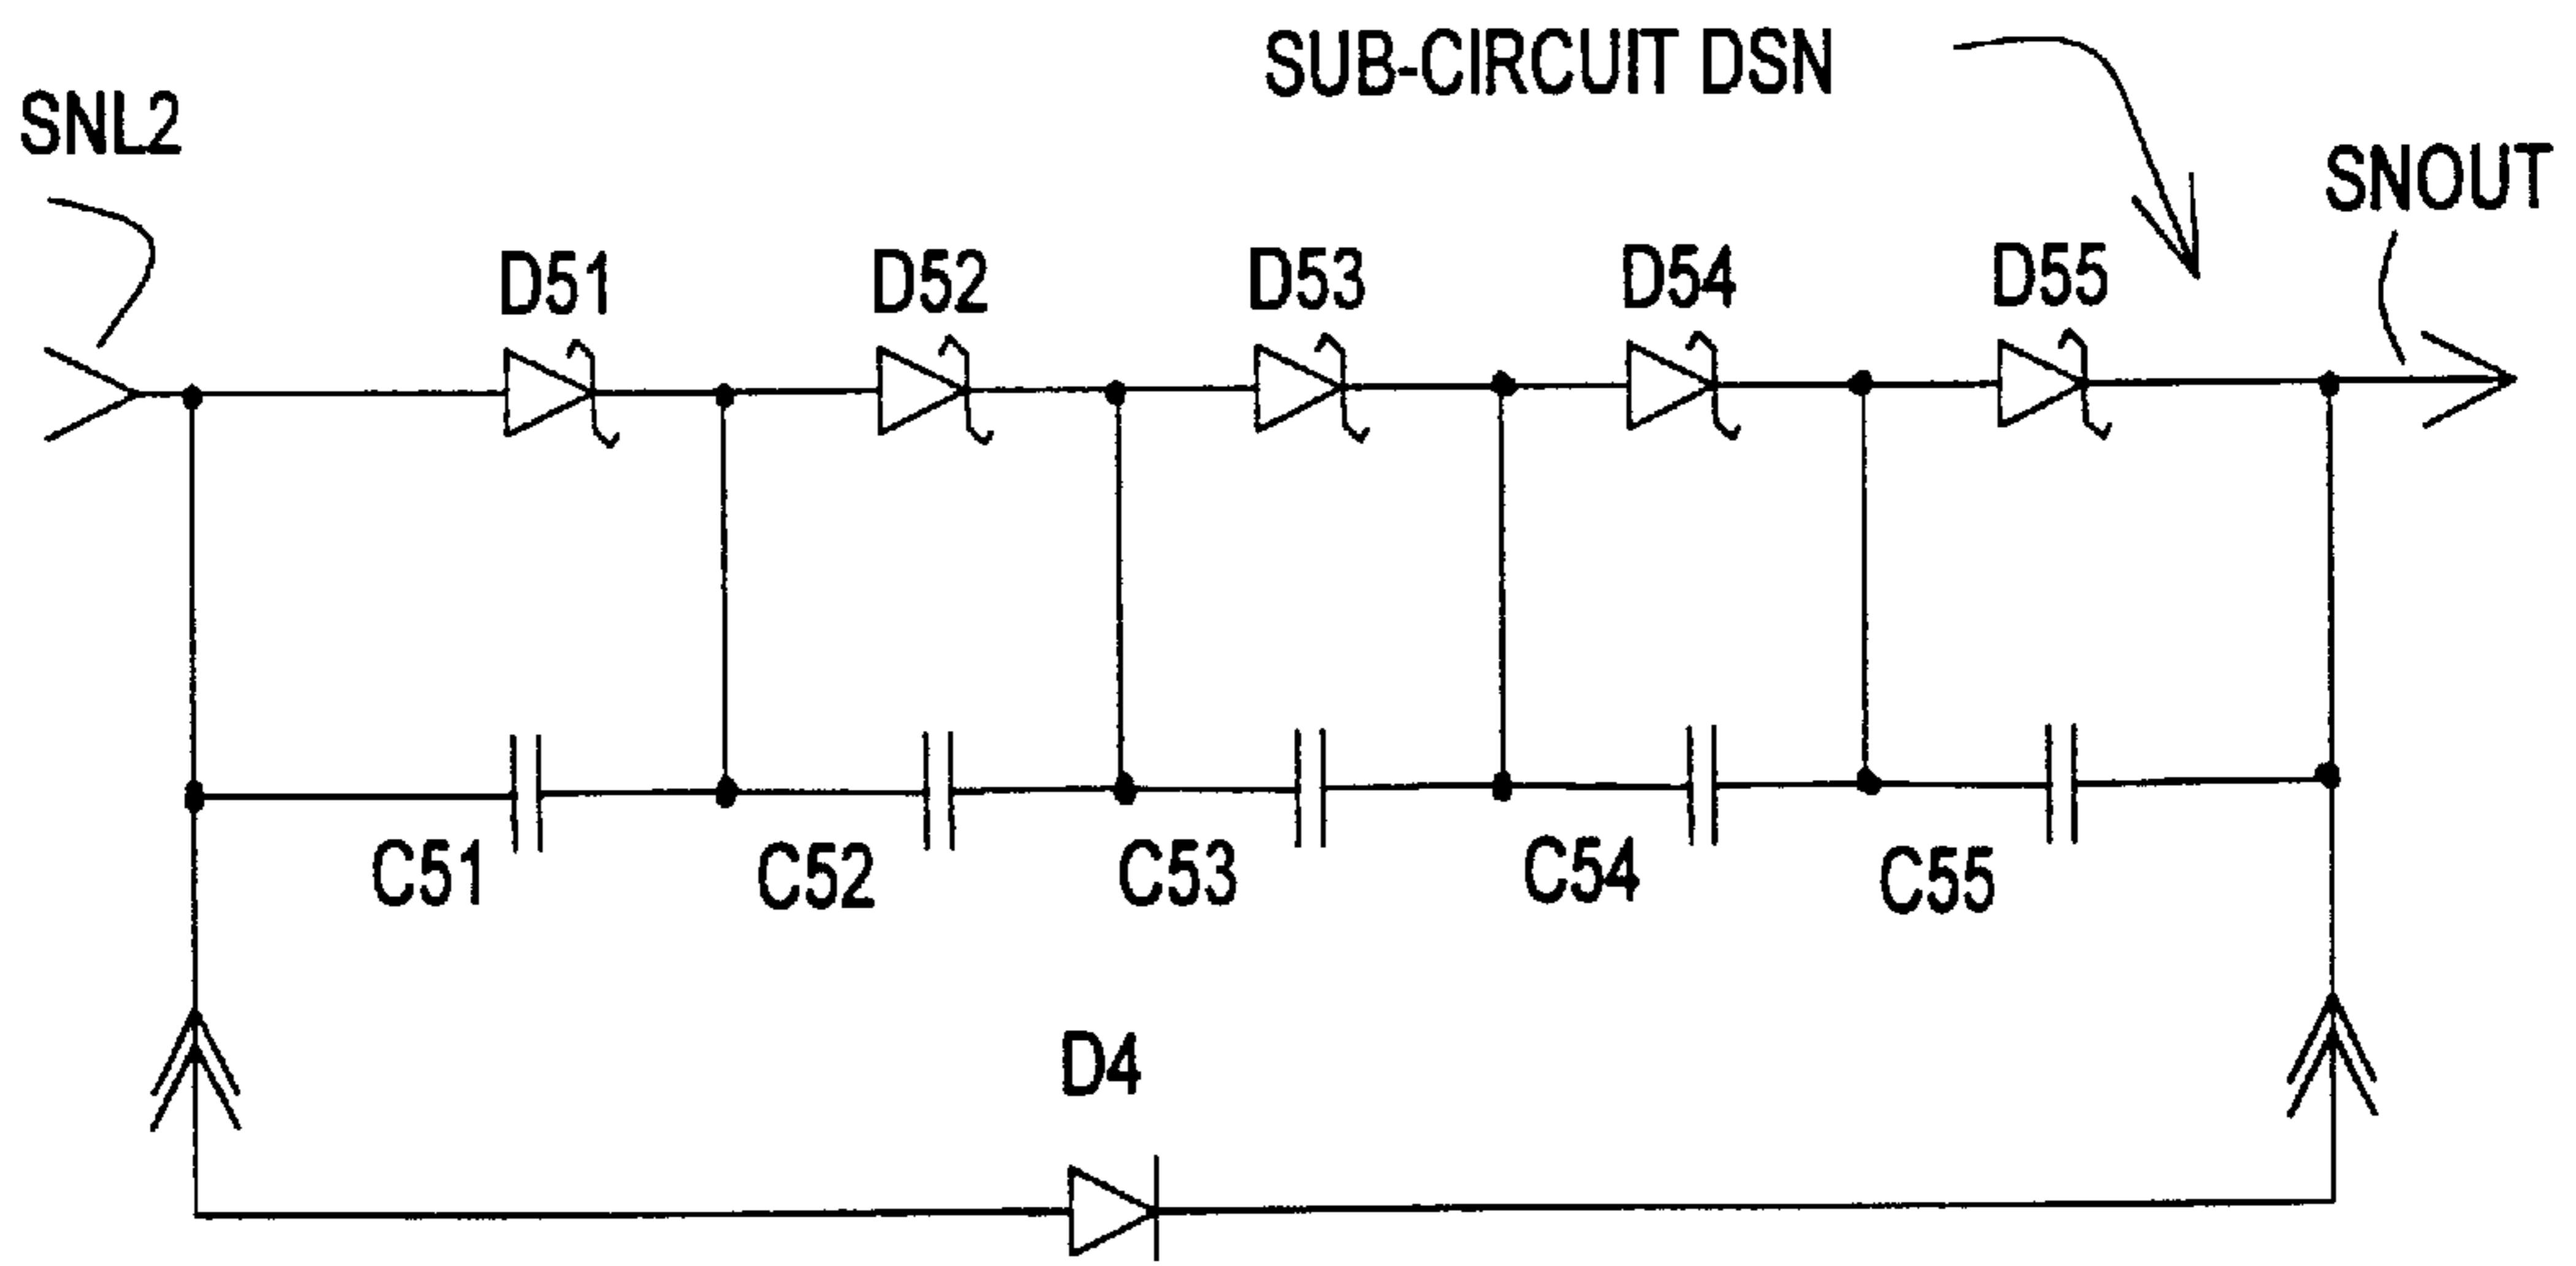 SUB-CIRCUIT DSN
SNL2
SNOUT
D51
D52
D53
D54
D55
C51
C52
C53
C54
C55
D4